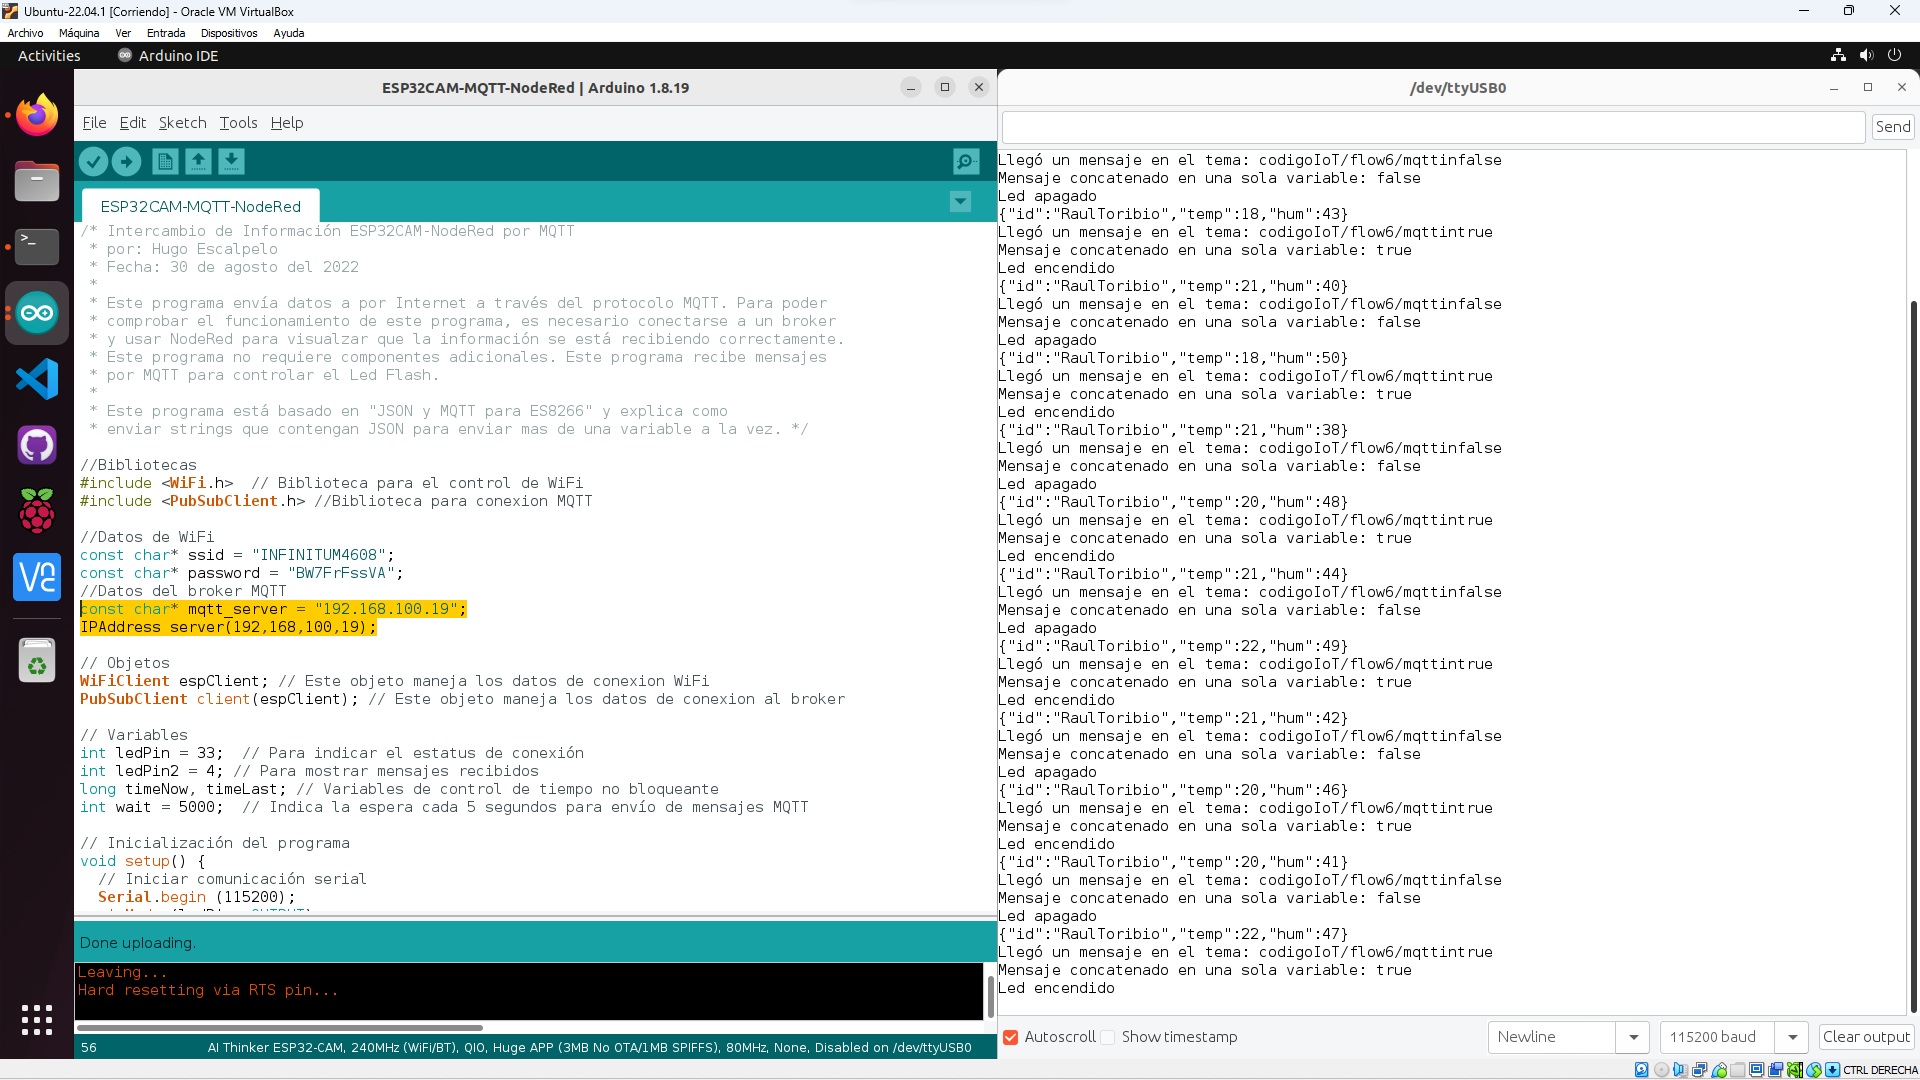 Ubuntu-22.04.1 [Corriendo] - Oracle VM VirtualBox
Archivo Máquina Ver Entrada Dispositivos Ayuda
Activities Arduino IDE
ESP32CAM-MQTT-NodeRed | Arduino 1.8.19
File Edit Sketch Tools Help
ESP32CAM-MQTT-NodeRed
/* Intercambio de Información ESP32CAM-NodeRed por MQTT
* por: Hugo Escalpelo
* Fecha: 30 de agosto del 2022
*
* Este programa envía datos a por Internet a través del protocolo MQTT. Para poder
* comprobar el funcionamiento de este programa, es necesario conectarse a un broker
* y usar NodeRed para visualzar que la información se está recibiendo correctamente.
* Este programa no requiere componentes adicionales. Este programa recibe mensajes
* por MQTT para controlar el Led Flash.
*
* Este programa está basado en "JSON y MQTT para ES8266" y explica como
* enviar strings que contengan JSON para enviar mas de una variable a la vez. */
//Bibliotecas
#include <WiFi.h>  // Biblioteca para el control de WiFi
#include <PubSubClient.h> //Biblioteca para conexion MQTT
//Datos de WiFi
const char* ssid = "INFINITUM4608";
const char* password = "BW7FrFssVA";
//Datos del broker MQTT
const char* mqtt_server = "192.168.100.19";
IPAddress server(192,168,100,19);
// Objetos
WiFiClient espClient; // Este objeto maneja los datos de conexion WiFi
PubSubClient client(espClient); // Este objeto maneja los datos de conexion al broker
// Variables
int ledPin = 33;  // Para indicar el estatus de conexión
int ledPin2 = 4; // Para mostrar mensajes recibidos
long timeNow, timeLast; // Variables de control de tiempo no bloqueante
int wait = 5000;  // Indica la espera cada 5 segundos para envío de mensajes MQTT
// Inicialización del programa
void setup() {
// Iniciar comunicación serial
Serial.begin (115200);
Done uploading.
Leaving...
Hard resetting via RTS pin...
56 AI Thinker ESP32-CAM, 240MHz (WiFi/BT), QIO, Huge APP (3MB No OTA/1MB SPIFFS), 80MHz, None, Disabled on /dev/ttyUSB0
/dev/ttyUSB0
Send
Llegó un mensaje en el tema: codigoIoT/flow6/mqttinfalse
Mensaje concatenado en una sola variable: false
Led apagado
{"id":"RaulToribio","temp":18,"hum":43}
Llegó un mensaje en el tema: codigoIoT/flow6/mqttintrue
Mensaje concatenado en una sola variable: true
Led encendido
{"id":"RaulToribio","temp":21,"hum":40}
Llegó un mensaje en el tema: codigoIoT/flow6/mqttinfalse
Mensaje concatenado en una sola variable: false
Led apagado
{"id":"RaulToribio","temp":18,"hum":50}
Llegó un mensaje en el tema: codigoIoT/flow6/mqttintrue
Mensaje concatenado en una sola variable: true
Led encendido
{"id":"RaulToribio","temp":21,"hum":38}
Llegó un mensaje en el tema: codigoIoT/flow6/mqttinfalse
Mensaje concatenado en una sola variable: false
Led apagado
{"id":"RaulToribio","temp":20,"hum":48}
Llegó un mensaje en el tema: codigoIoT/flow6/mqttintrue
Mensaje concatenado en una sola variable: true
Led encendido
{"id":"RaulToribio","temp":21,"hum":44}
Llegó un mensaje en el tema: codigoIoT/flow6/mqttinfalse
Mensaje concatenado en una sola variable: false
Led apagado
{"id":"RaulToribio","temp":22,"hum":49}
Llegó un mensaje en el tema: codigoIoT/flow6/mqttintrue
Mensaje concatenado en una sola variable: true
Led encendido
{"id":"RaulToribio","temp":21,"hum":42}
Llegó un mensaje en el tema: codigoIoT/flow6/mqttinfalse
Mensaje concatenado en una sola variable: false
Led apagado
{"id":"RaulToribio","temp":20,"hum":46}
Llegó un mensaje en el tema: codigoIoT/flow6/mqttintrue
Mensaje concatenado en una sola variable: true
Led encendido
{"id":"RaulToribio","temp":20,"hum":41}
Llegó un mensaje en el tema: codigoIoT/flow6/mqttinfalse
Mensaje concatenado en una sola variable: false
Led apagado
{"id":"RaulToribio","temp":22,"hum":47}
Llegó un mensaje en el tema: codigoIoT/flow6/mqttintrue
Mensaje concatenado en una sola variable: true
Led encendido
Autoscroll Show timestamp Newline 115200 baud Clear output
CTRL DERECHA